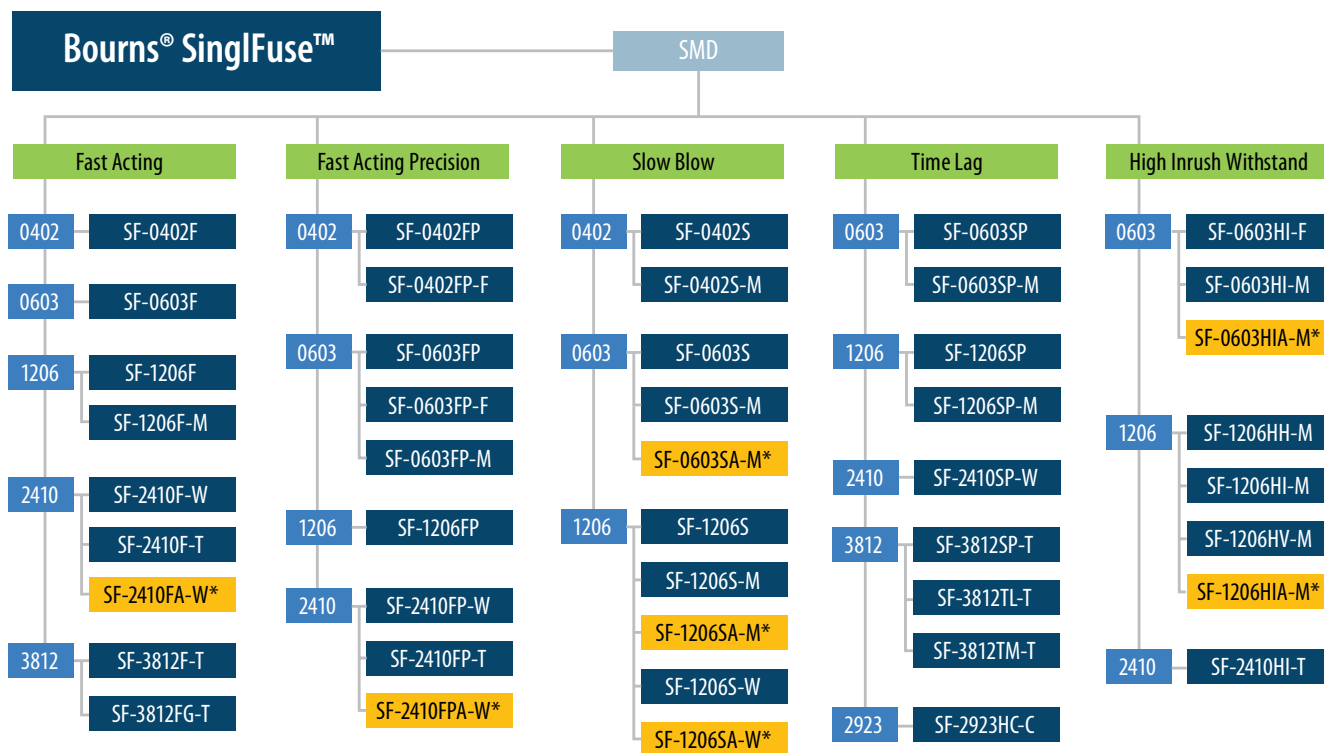 Bourns® SinglFuse™
SMD
Fast Acting
0402
SF-0402F
0603
SF-0603F
1206
SF-1206F
SF-1206F-M
2410
SF-2410F-W
SF-2410F-T
SF-2410FA-W*
3812
SF-3812F-T
SF-3812FG-T
Fast Acting Precision
0402
SF-0402FP
SF-0402FP-F
0603
SF-0603FP
SF-0603FP-F
SF-0603FP-M
1206
SF-1206FP
2410
SF-2410FP-W
SF-2410FP-T
SF-2410FPA-W*
Slow Blow
0402
SF-0402S
SF-0402S-M
0603
SF-0603S
SF-0603S-M
SF-0603SA-M*
1206
SF-1206S
SF-1206S-M
SF-1206SA-M*
SF-1206S-W
SF-1206SA-W*
Time Lag
0603
SF-0603SP
SF-0603SP-M
1206
SF-1206SP
SF-1206SP-M
2410
SF-2410SP-W
3812
SF-3812SP-T
SF-3812TL-T
SF-3812TM-T
2923
SF-2923HC-C
High Inrush Withstand
0603
SF-0603HI-F
SF-0603HI-M
SF-0603HIA-M*
1206
SF-1206HH-M
SF-1206HI-M
SF-1206HV-M
SF-1206HIA-M*
2410
SF-2410HI-T